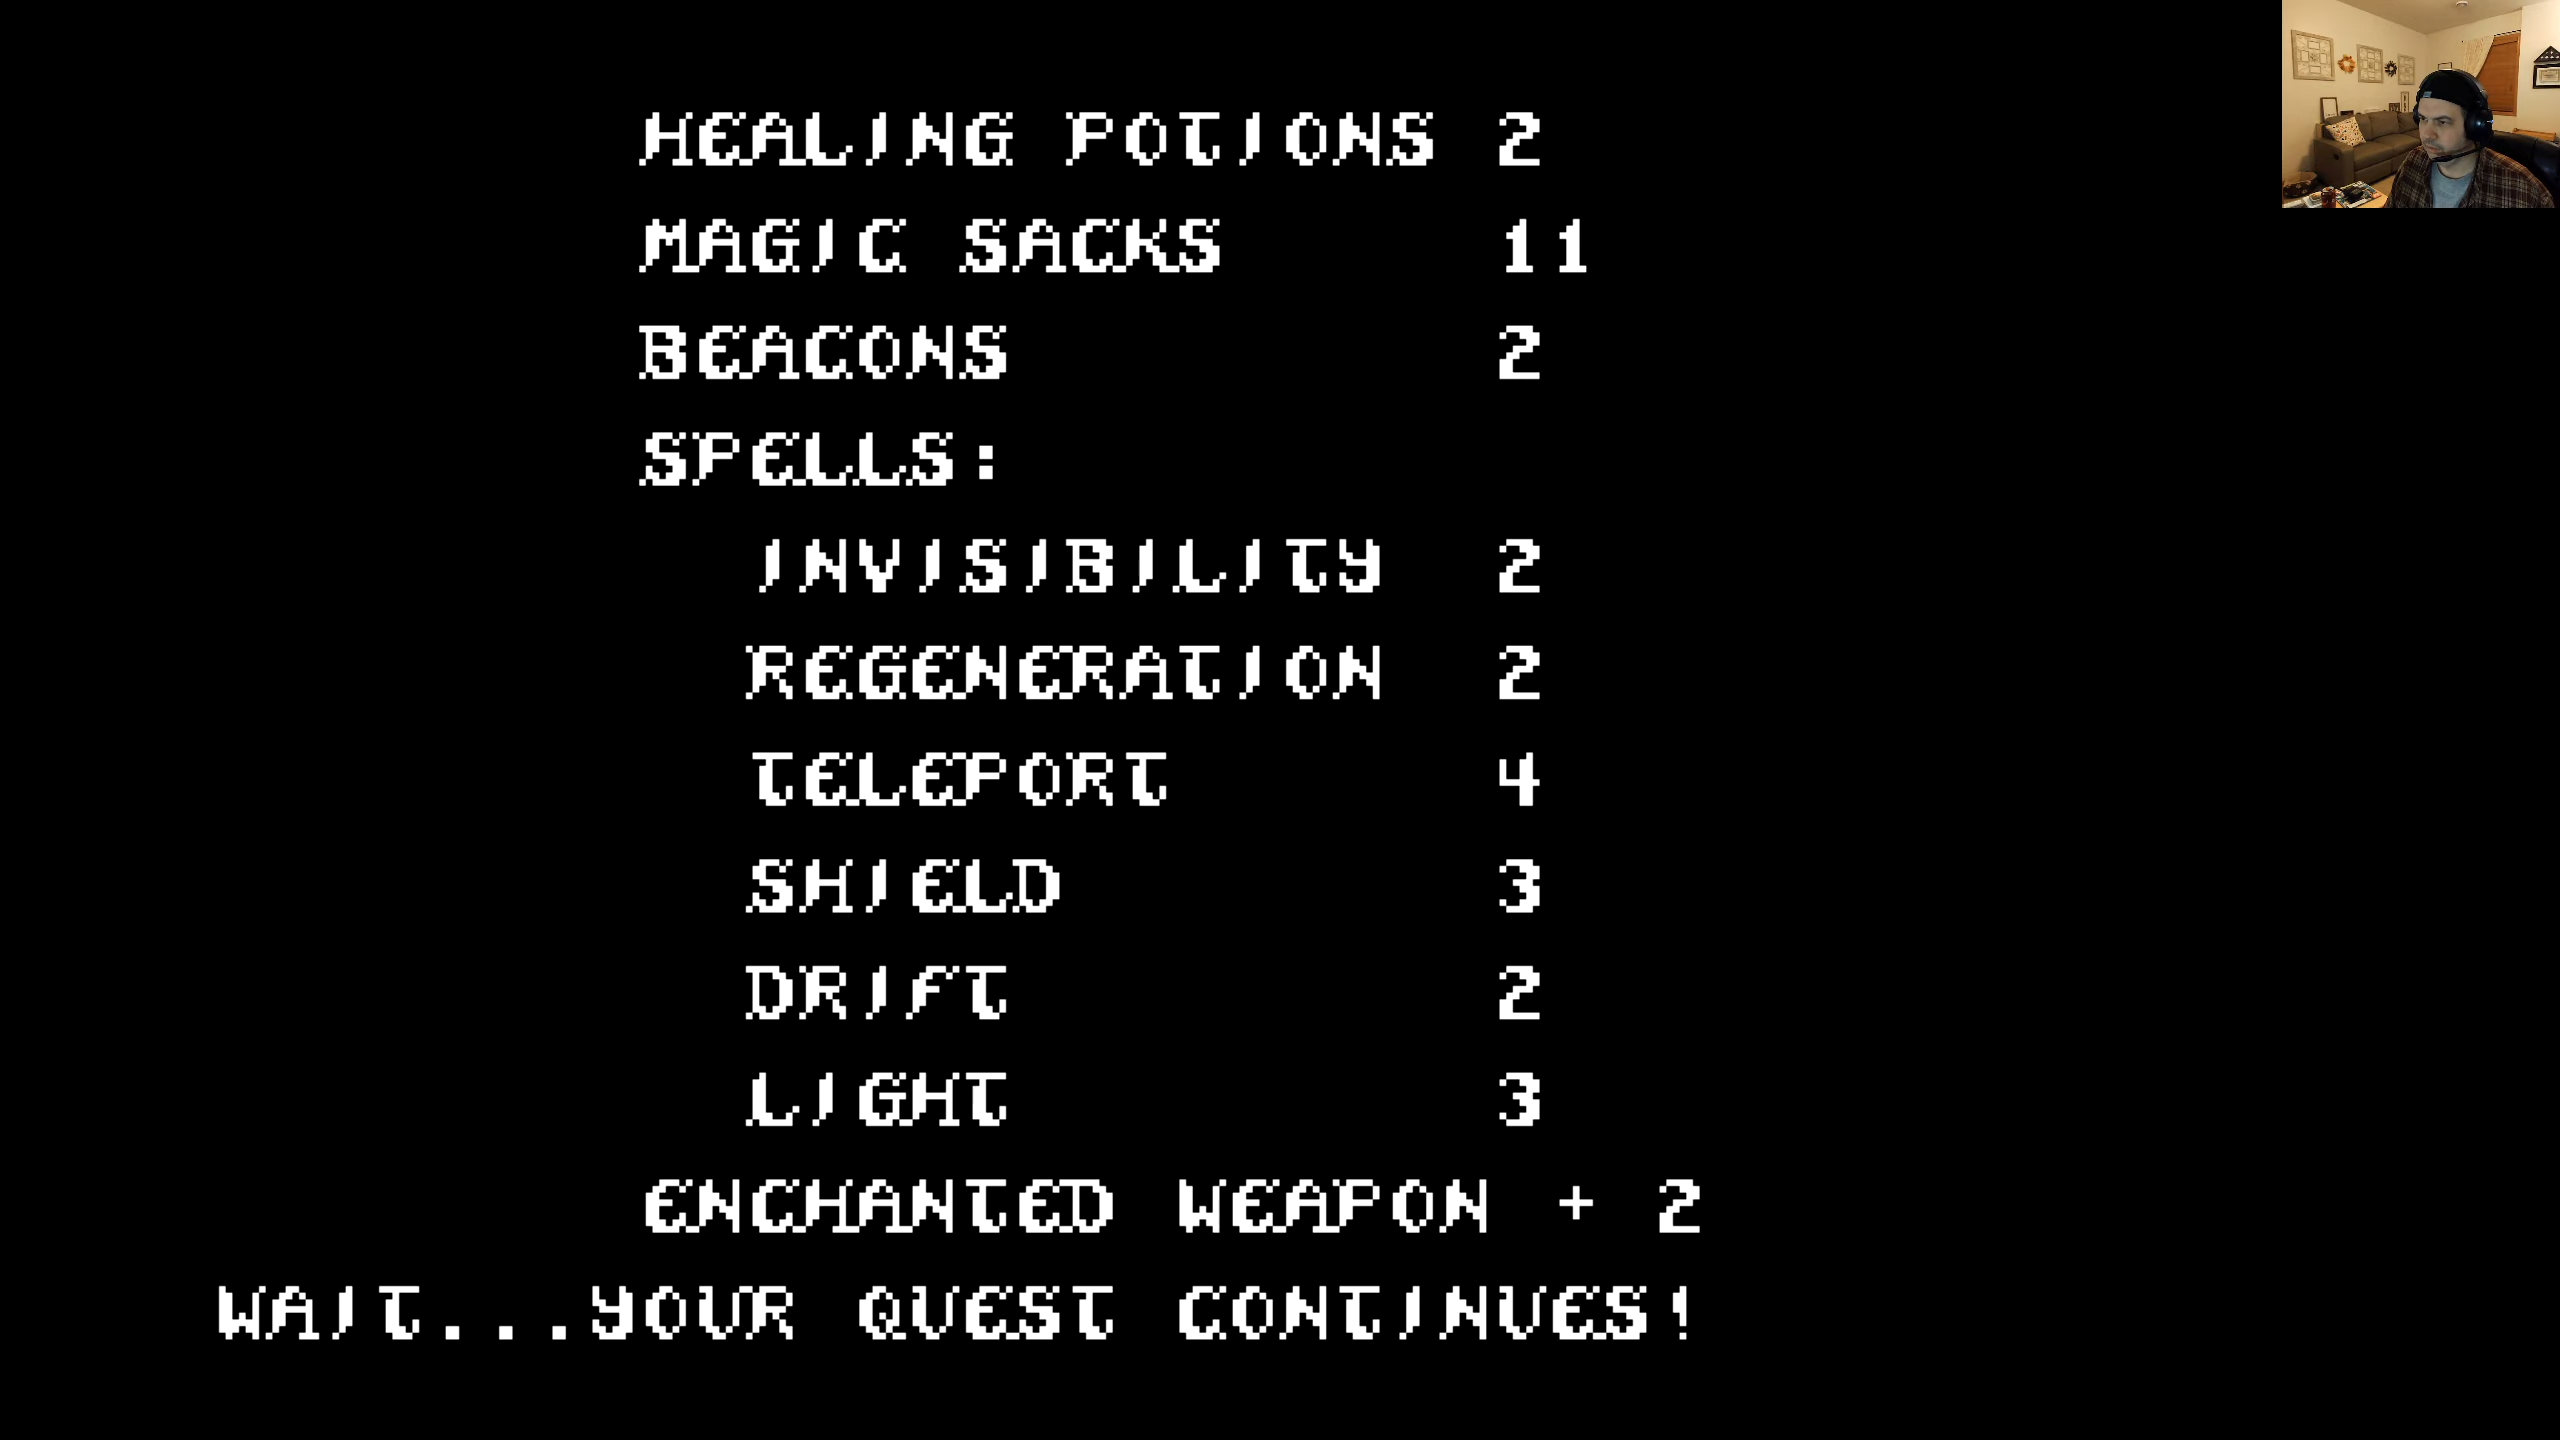 HEALING POTIONS 2
MAGIC SACKS 11
BEACONS 2
SPELLS:
INVISIBILITY 2
REGENERATION 2
TELEPORT 4
SHIELD 3
DRIFT 2
LIGHT 3
ENCHANTED WEAPON + 2
WAIT...YOUR QUEST CONTINUES!